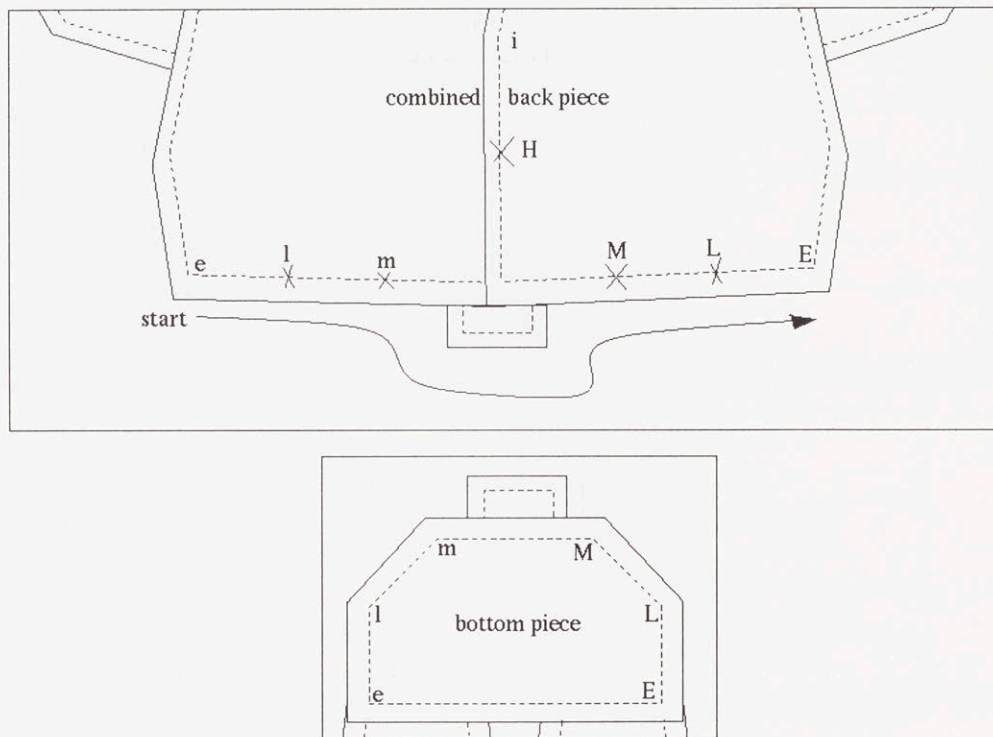 i
combined back piece
H
e l m M L E
start
m M
l L
bottom piece
e E